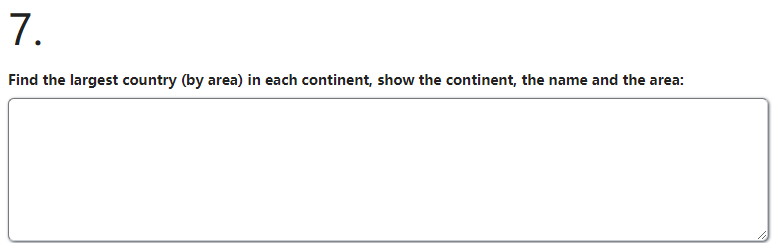 7.
Find the largest country (by area) in each continent, show the continent, the name and the area: